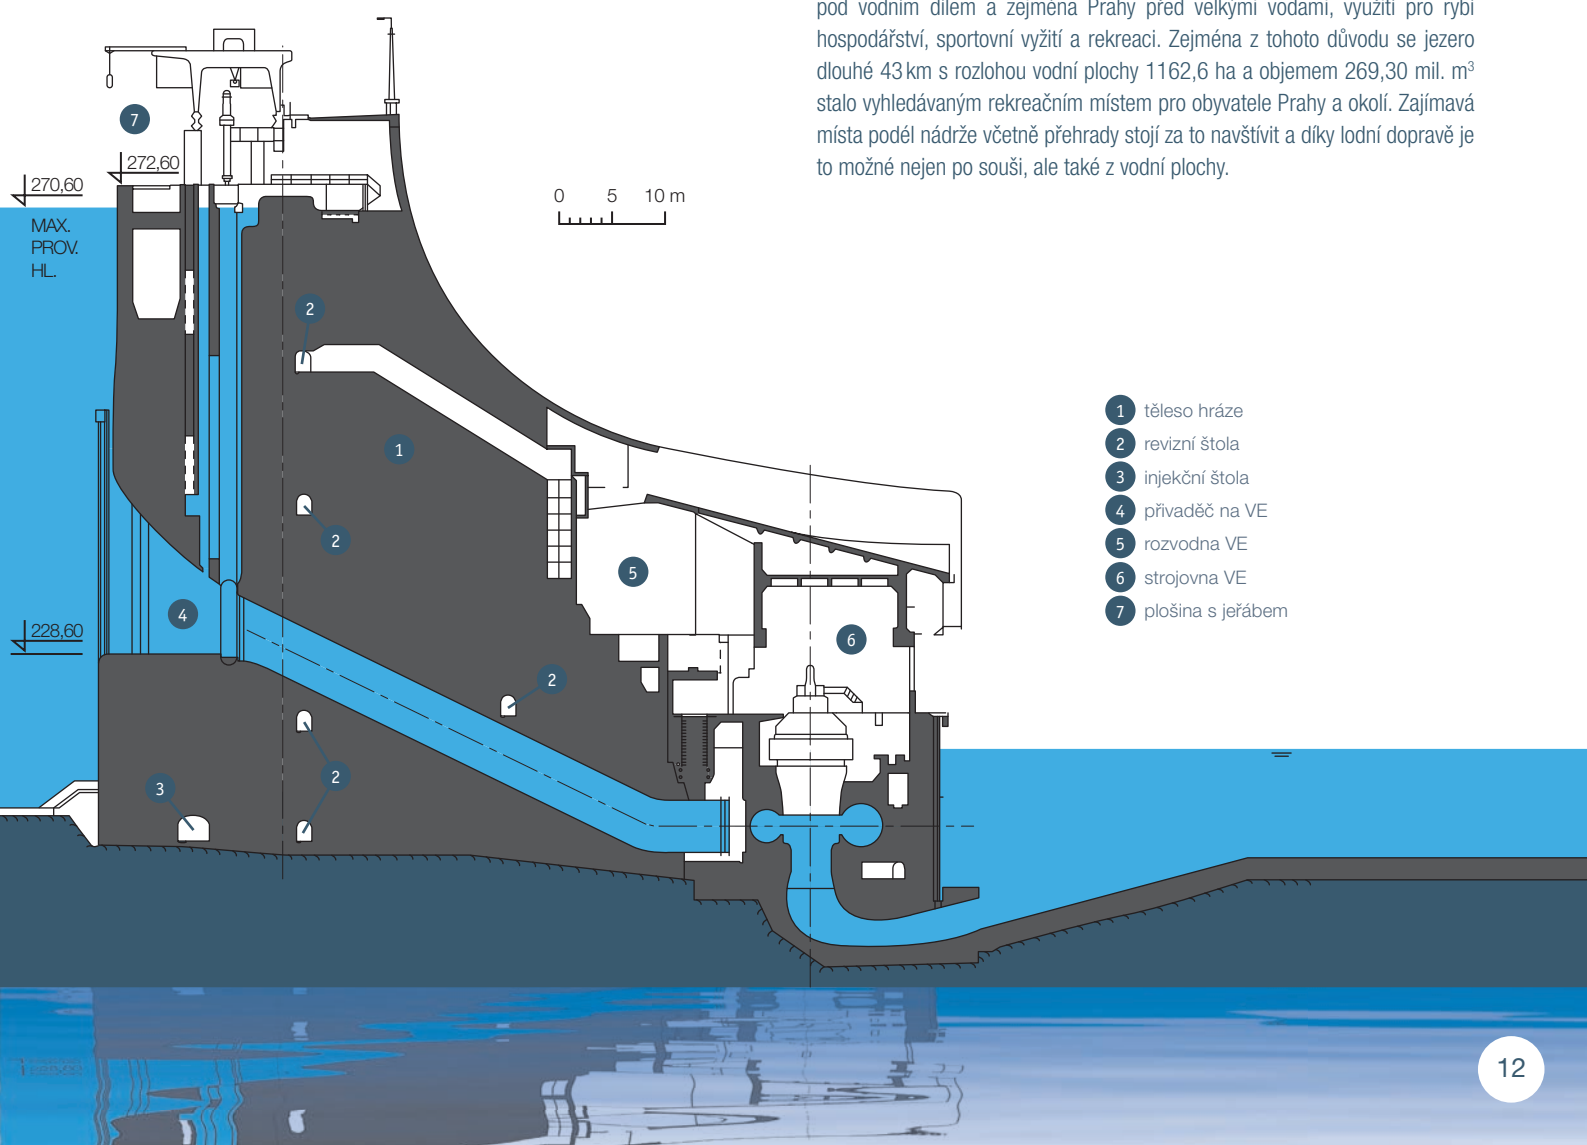 pod vodním dílem a zejména Prahy před velkými vodami, využití pro rybí
hospodářství, sportovní vyžití a rekreaci. Zejména z tohoto důvodu se jezero
dlouhé 43 km s rozlohou vodní plochy 1162,6 ha a objemem 269,30 mil. m³
stalo vyhledávaným rekreačním místem pro obyvatele Prahy a okolí. Zajímavá
místa podél nádrže včetně přehrady stojí za to navštívit a díky lodní dopravě je
to možné nejen po souši, ale také z vodní plochy.
7
272,60
270,60
MAX.
PROV.
HL.
0 5 10 m
2
1
2
5
4
6
228,60
2
2
3
1 těleso hráze
2 revizní štola
3 injekční štola
4 přivaděč na VE
5 rozvodna VE
6 strojovna VE
7 plošina s jeřábem
12